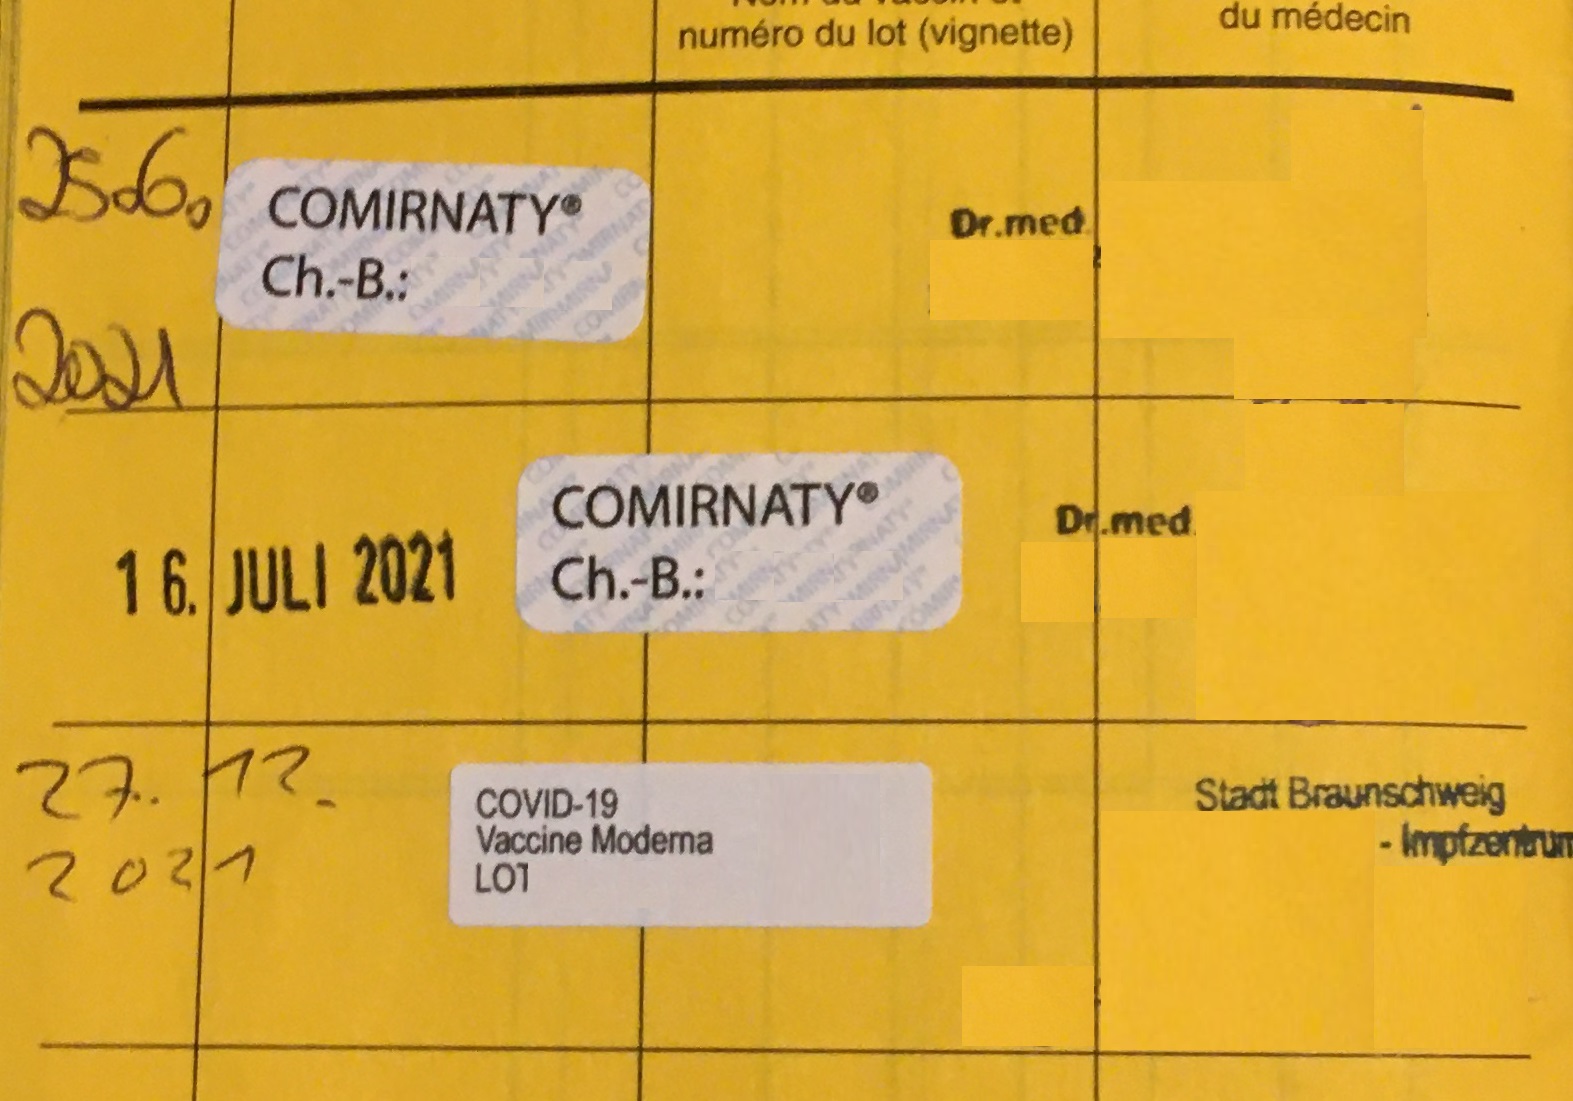 numéro du lot (vignette)
du médecin
25.6.
2021
COMIRNATY®
Ch.-B.:
Dr.med.
16. JULI 2021
COMIRNATY®
Ch.-B.:
Dr.med.
27. 12.
2021
COVID-19
Vaccine Moderna
LOT
Stadt Braunschweig
- Impfzentrum